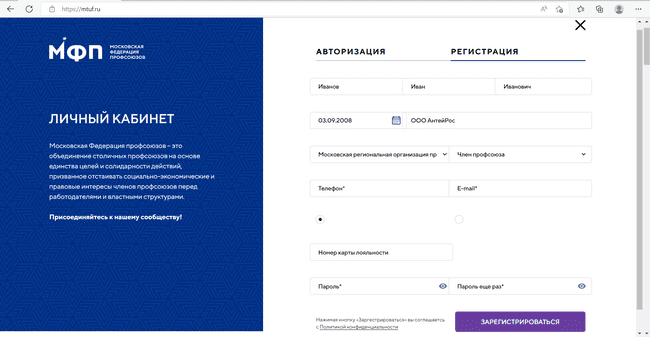 https://mtuf.ru
МФП
МОСКОВСКАЯ
ФЕДЕРАЦИЯ
ПРОФСОЮЗОВ
ЛИЧНЫЙ КАБИНЕТ
Московская Федерация профсоюзов – это
объединение столичных профсоюзов на основе
единства целей и солидарности действий,
призванное отстаивать социально-экономические и
правовые интересы членов профсоюзов перед
работодателями и властными структурами.
Присоединяйтесь к нашему сообществу!
АВТОРИЗАЦИЯ РЕГИСТРАЦИЯ
Иванов Иван Иванович
03.09.2008 ООО АнтейРос
Московская региональная организация пр Член профсоюза
Телефон* E-mail*
Номер карты лояльности
Пароль* Пароль еще раз*
Нажимая кнопку «Зарегстрироваться» вы соглашаетесь
с Политикой конфиденциальности
ЗАРЕГИСТРИРОВАТЬСЯ